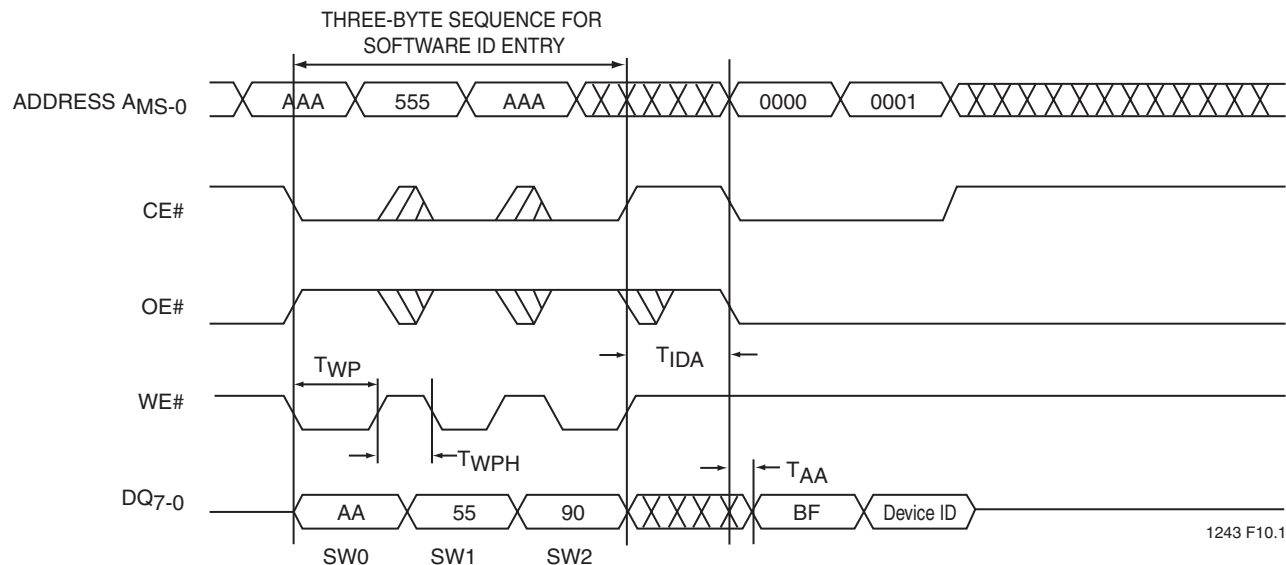 THREE-BYTE SEQUENCE FOR
SOFTWARE ID ENTRY
ADDRESS AMS-0
AAA 555 AAA 0000 0001
CE#
OE#
TWP TIDA
WE#
TWPH TAA
DQ7-0
AA 55 90 BF Device ID
SW0 SW1 SW2
1243 F10.1